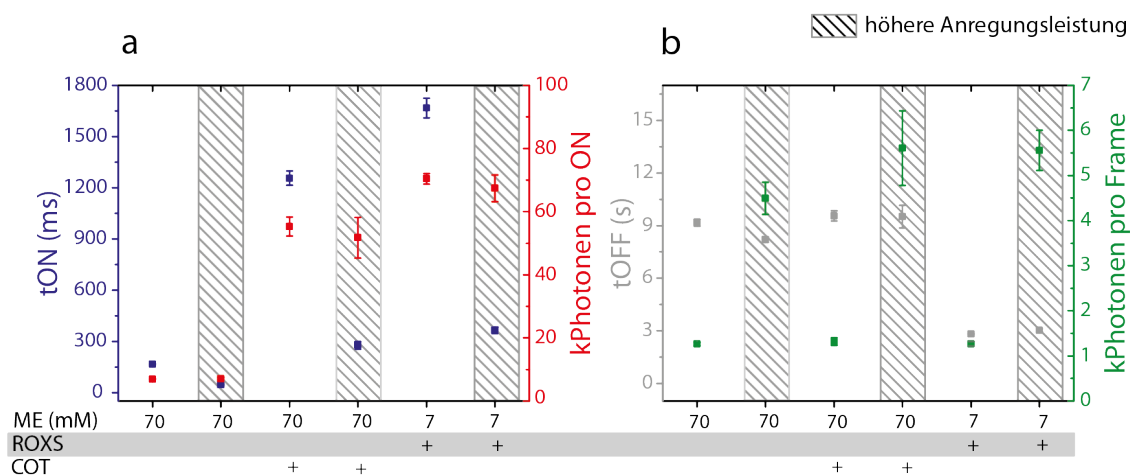 höhere Anregungsleistung
a
b
1800
1500
1200
900
600
300
0
tON (ms)
100
80
60
40
20
0
kPhotonen pro ON
15
12
9
6
3
0
tOFF (s)
7
6
5
4
3
2
1
0
kPhotonen pro Frame
ME (mM) 70 70 70 70 7 7 70 70 70 70 7 7
ROXS + + + +
COT + + + +